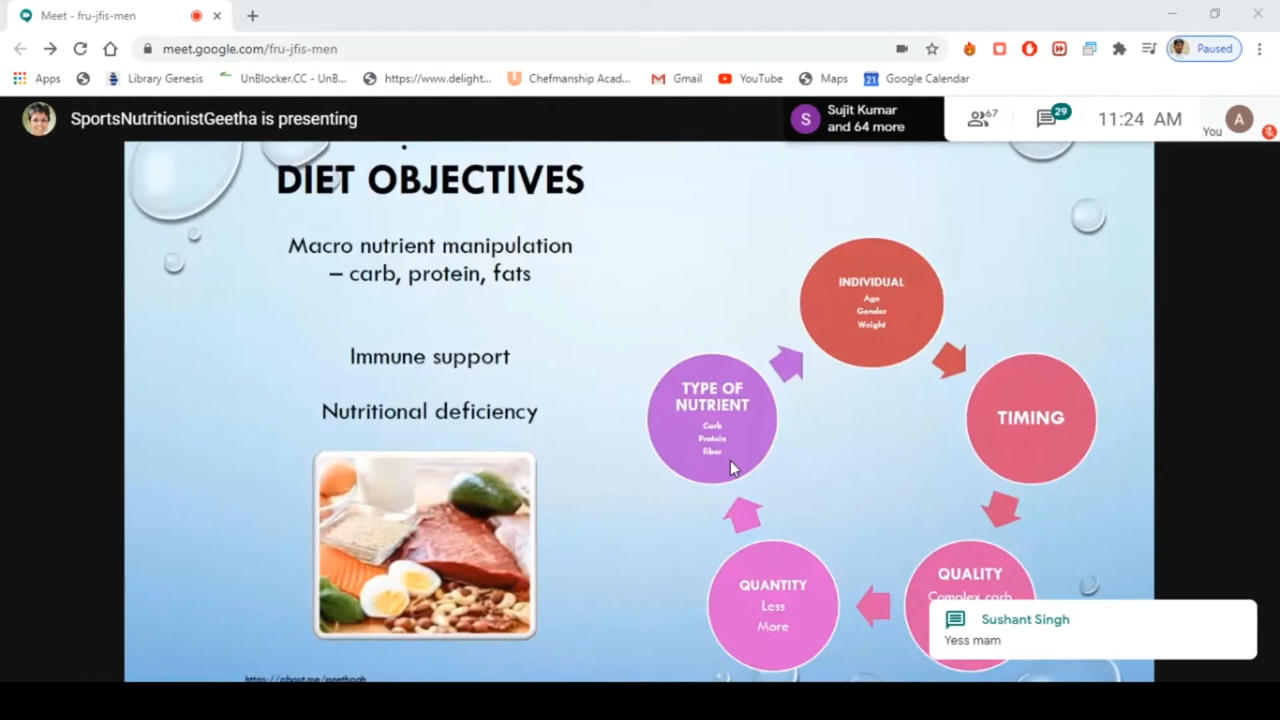 Meet - fru-jfis-men
meet.google.com/fru-jfis-men
Paused
Apps
Library Genesis
UnBlocker.CC - UnB...
https://www.delight...
Chefmanship Acad...
Gmail
YouTube
Maps
21
Google Calendar
SportsNutritionistGeetha is presenting
S
Sujit Kumar
and 64 more
67
29
11:24 AM
You
A
DIET OBJECTIVES
Macro nutrient manipulation
– carb, protein, fats
Immune support
Nutritional deficiency
INDIVIDUAL
Age
Gender
Weight
TIMING
QUALITY
Complex carb
QUANTITY
Less
More
TYPE OF
NUTRIENT
Carb
Protein
fiber
Sushant Singh
Yess mam